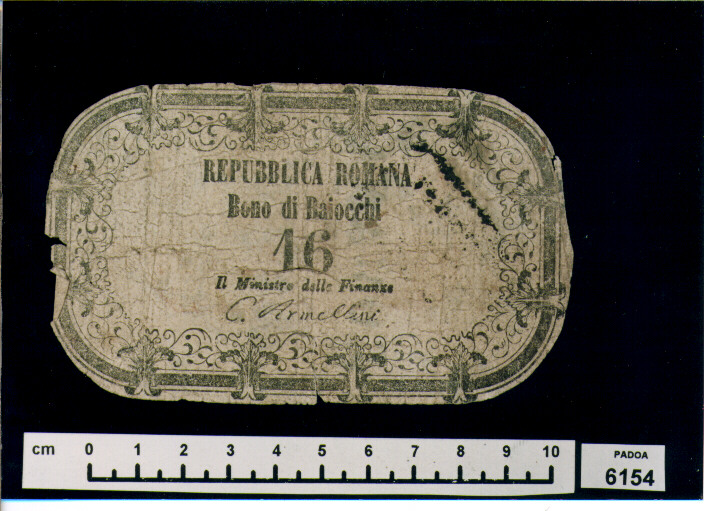 REPUBBLICA ROMANA
Bono di Baiocchi
16
Il Ministro delle Finanze
C. Armellini
cm 0 1 2 3 4 5 6 7 8 9 10
PADOA
6154